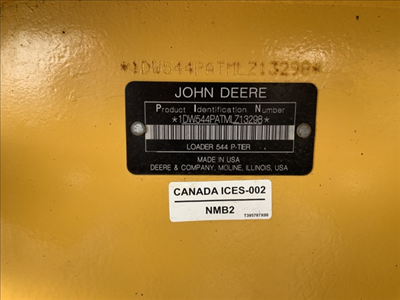 *1DW544PATMLZ13298*
JOHN DEERE
Product Identification Number
*1DW544PATMLZ13298*
LOADER 544 P-TIER
MADE IN USA
DEERE & COMPANY, MOLINE, ILLINOIS, USA
CANADA ICES-002
NMB2